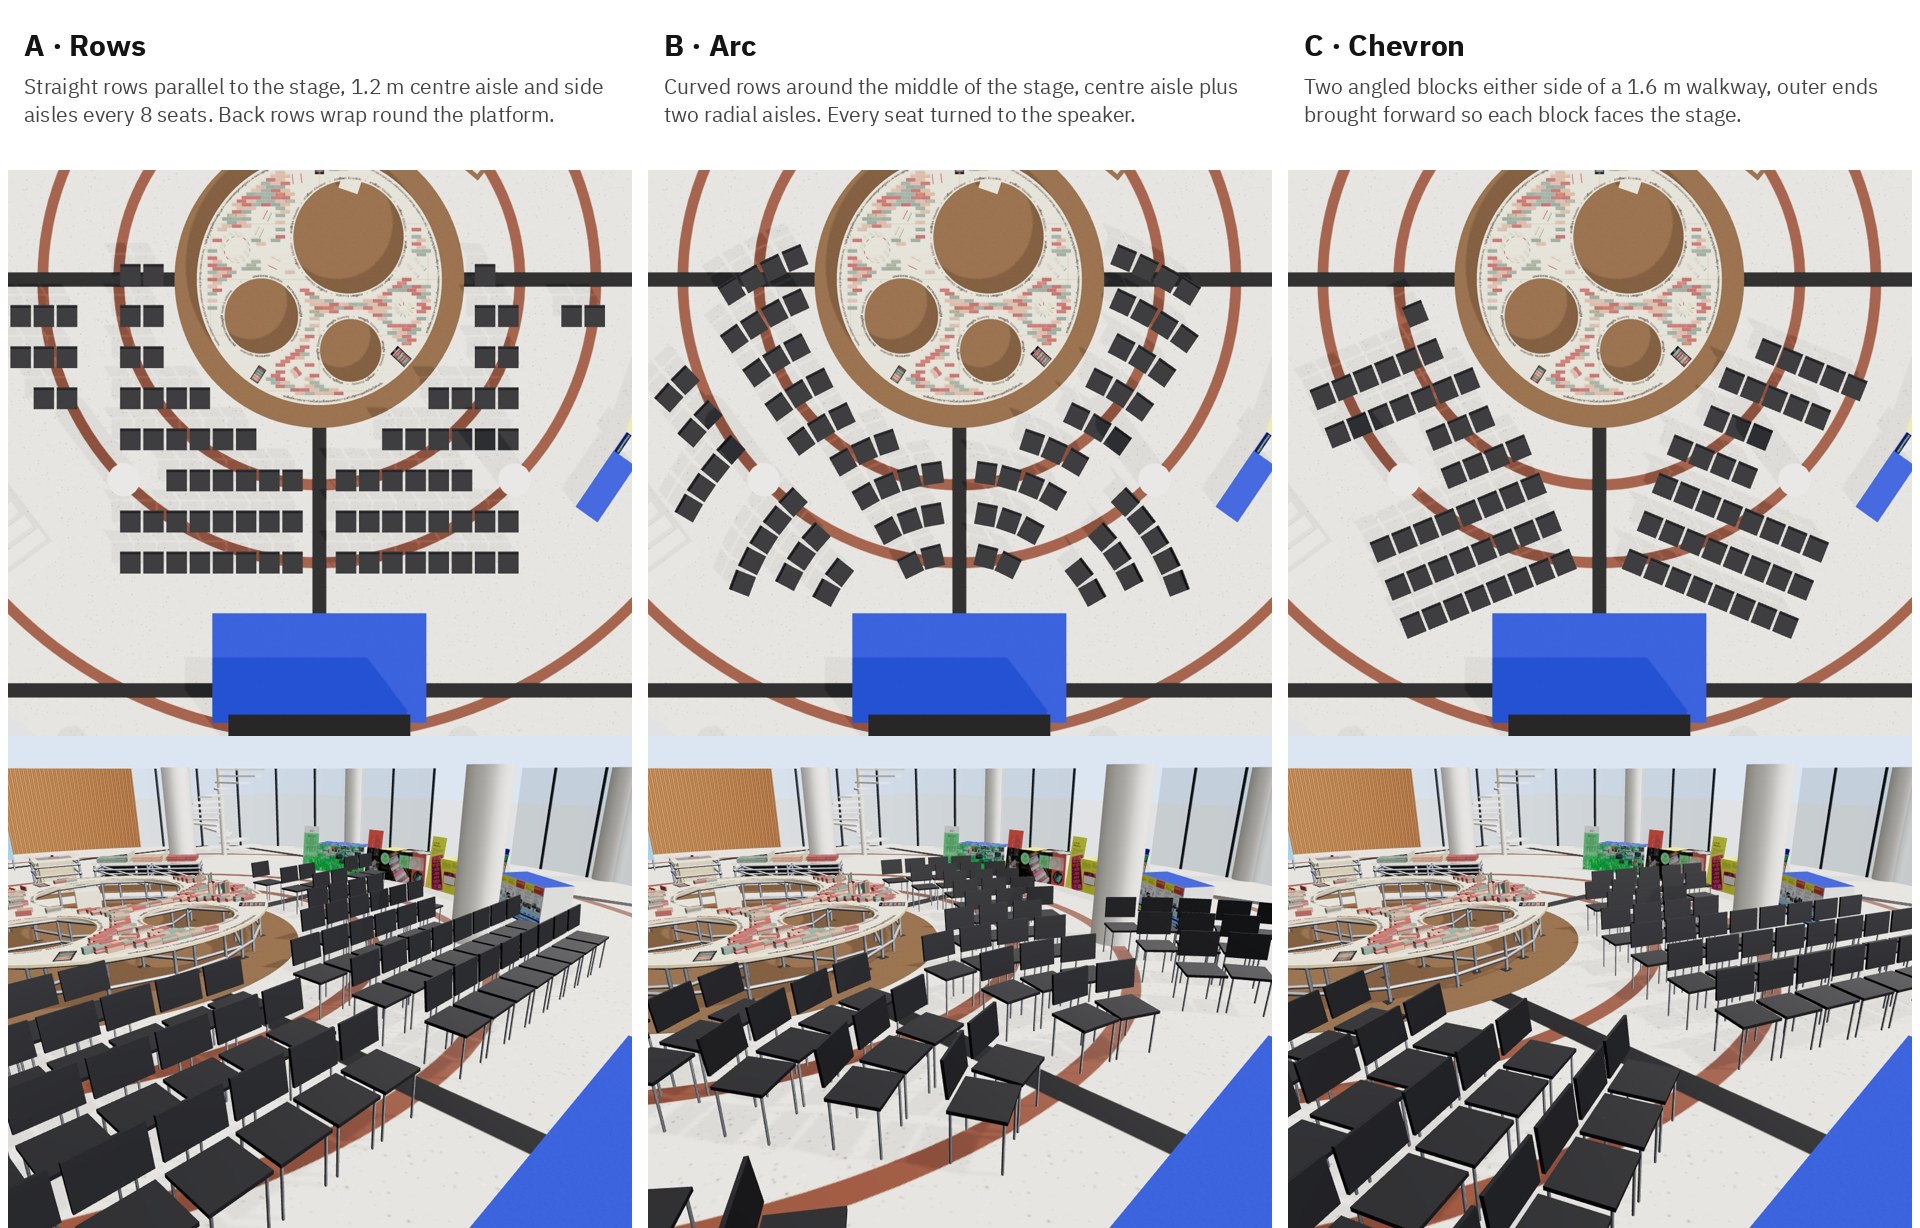 A · Rows
Straight rows parallel to the stage, 1.2 m centre aisle and side
aisles every 8 seats. Back rows wrap round the platform.
B · Arc
Curved rows around the middle of the stage, centre aisle plus
two radial aisles. Every seat turned to the speaker.
C · Chevron
Two angled blocks either side of a 1.6 m walkway, outer ends
brought forward so each block faces the stage.